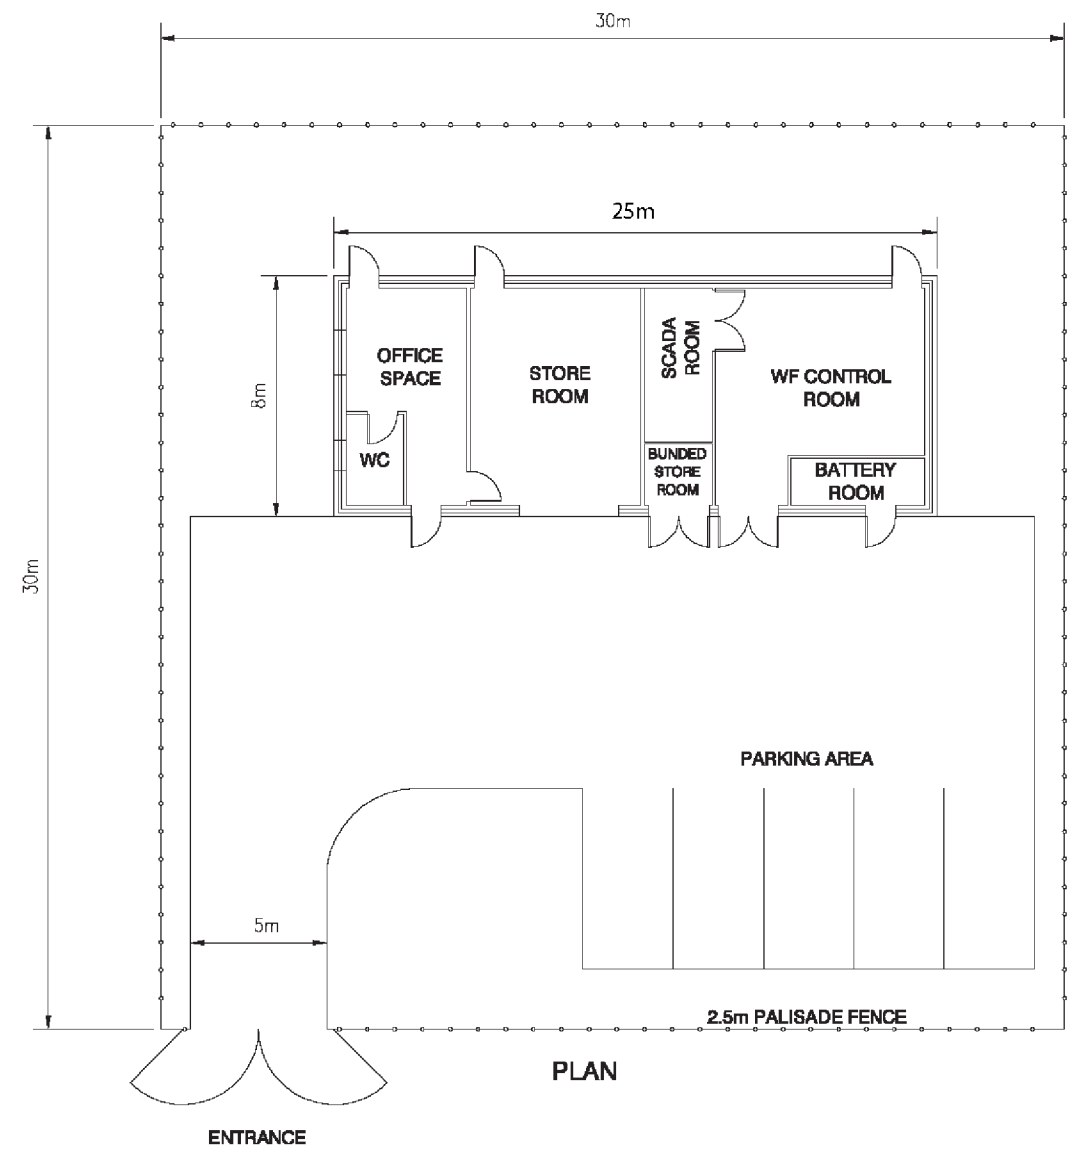 30m
25m
OFFICE
SPACE
STORE
ROOM
SCADA
ROOM
WF CONTROL
ROOM
8m
WC
BUNDED
STORE
ROOM
BATTERY
ROOM
30m
PARKING AREA
5m
2.5m PALISADE FENCE
PLAN
ENTRANCE